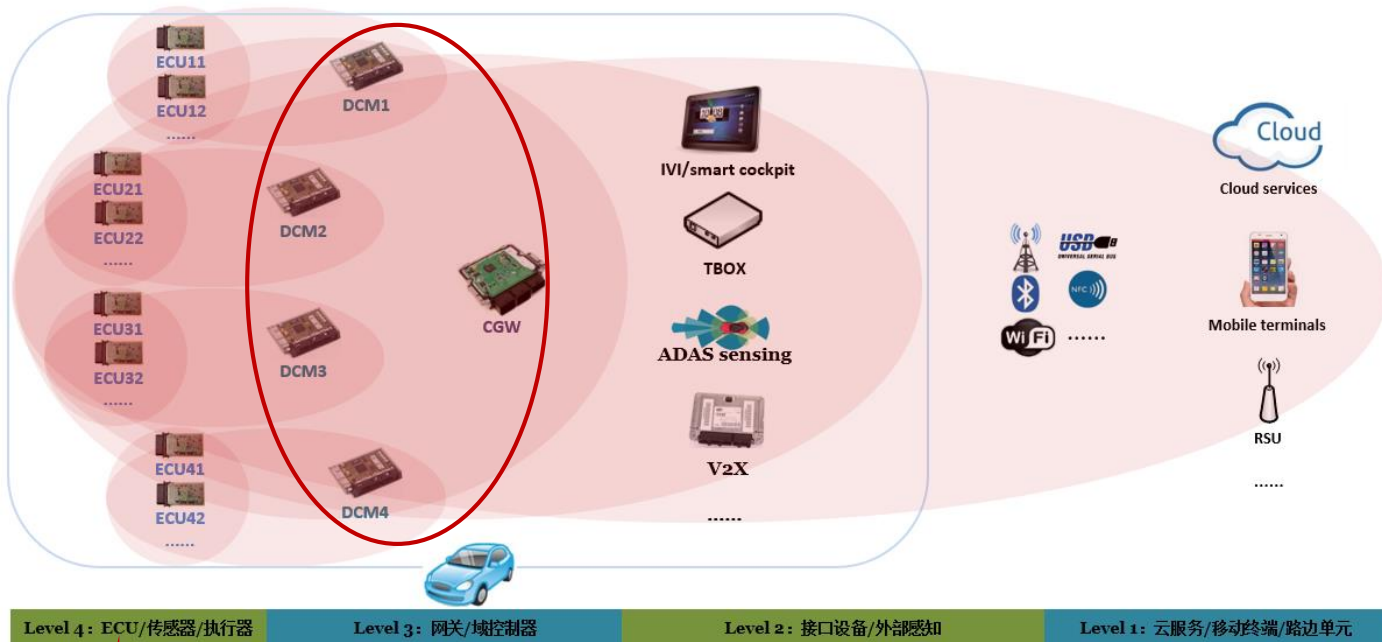 ECU11
ECU12
......
ECU21
ECU22
......
ECU31
ECU32
......
ECU41
ECU42
......
DCM1
DCM2
DCM3
DCM4
CGW
IVI/smart cockpit
TBOX
ADAS sensing
V2X
......
USB
UNIVERSAL SERIAL BUS
NFC
WiFi
......
Cloud
Cloud services
Mobile terminals
RSU
......
Level 4：ECU/传感器/执行器
Level 3：网关/域控制器
Level 2：接口设备/外部感知
Level 1：云服务/移动终端/路边单元